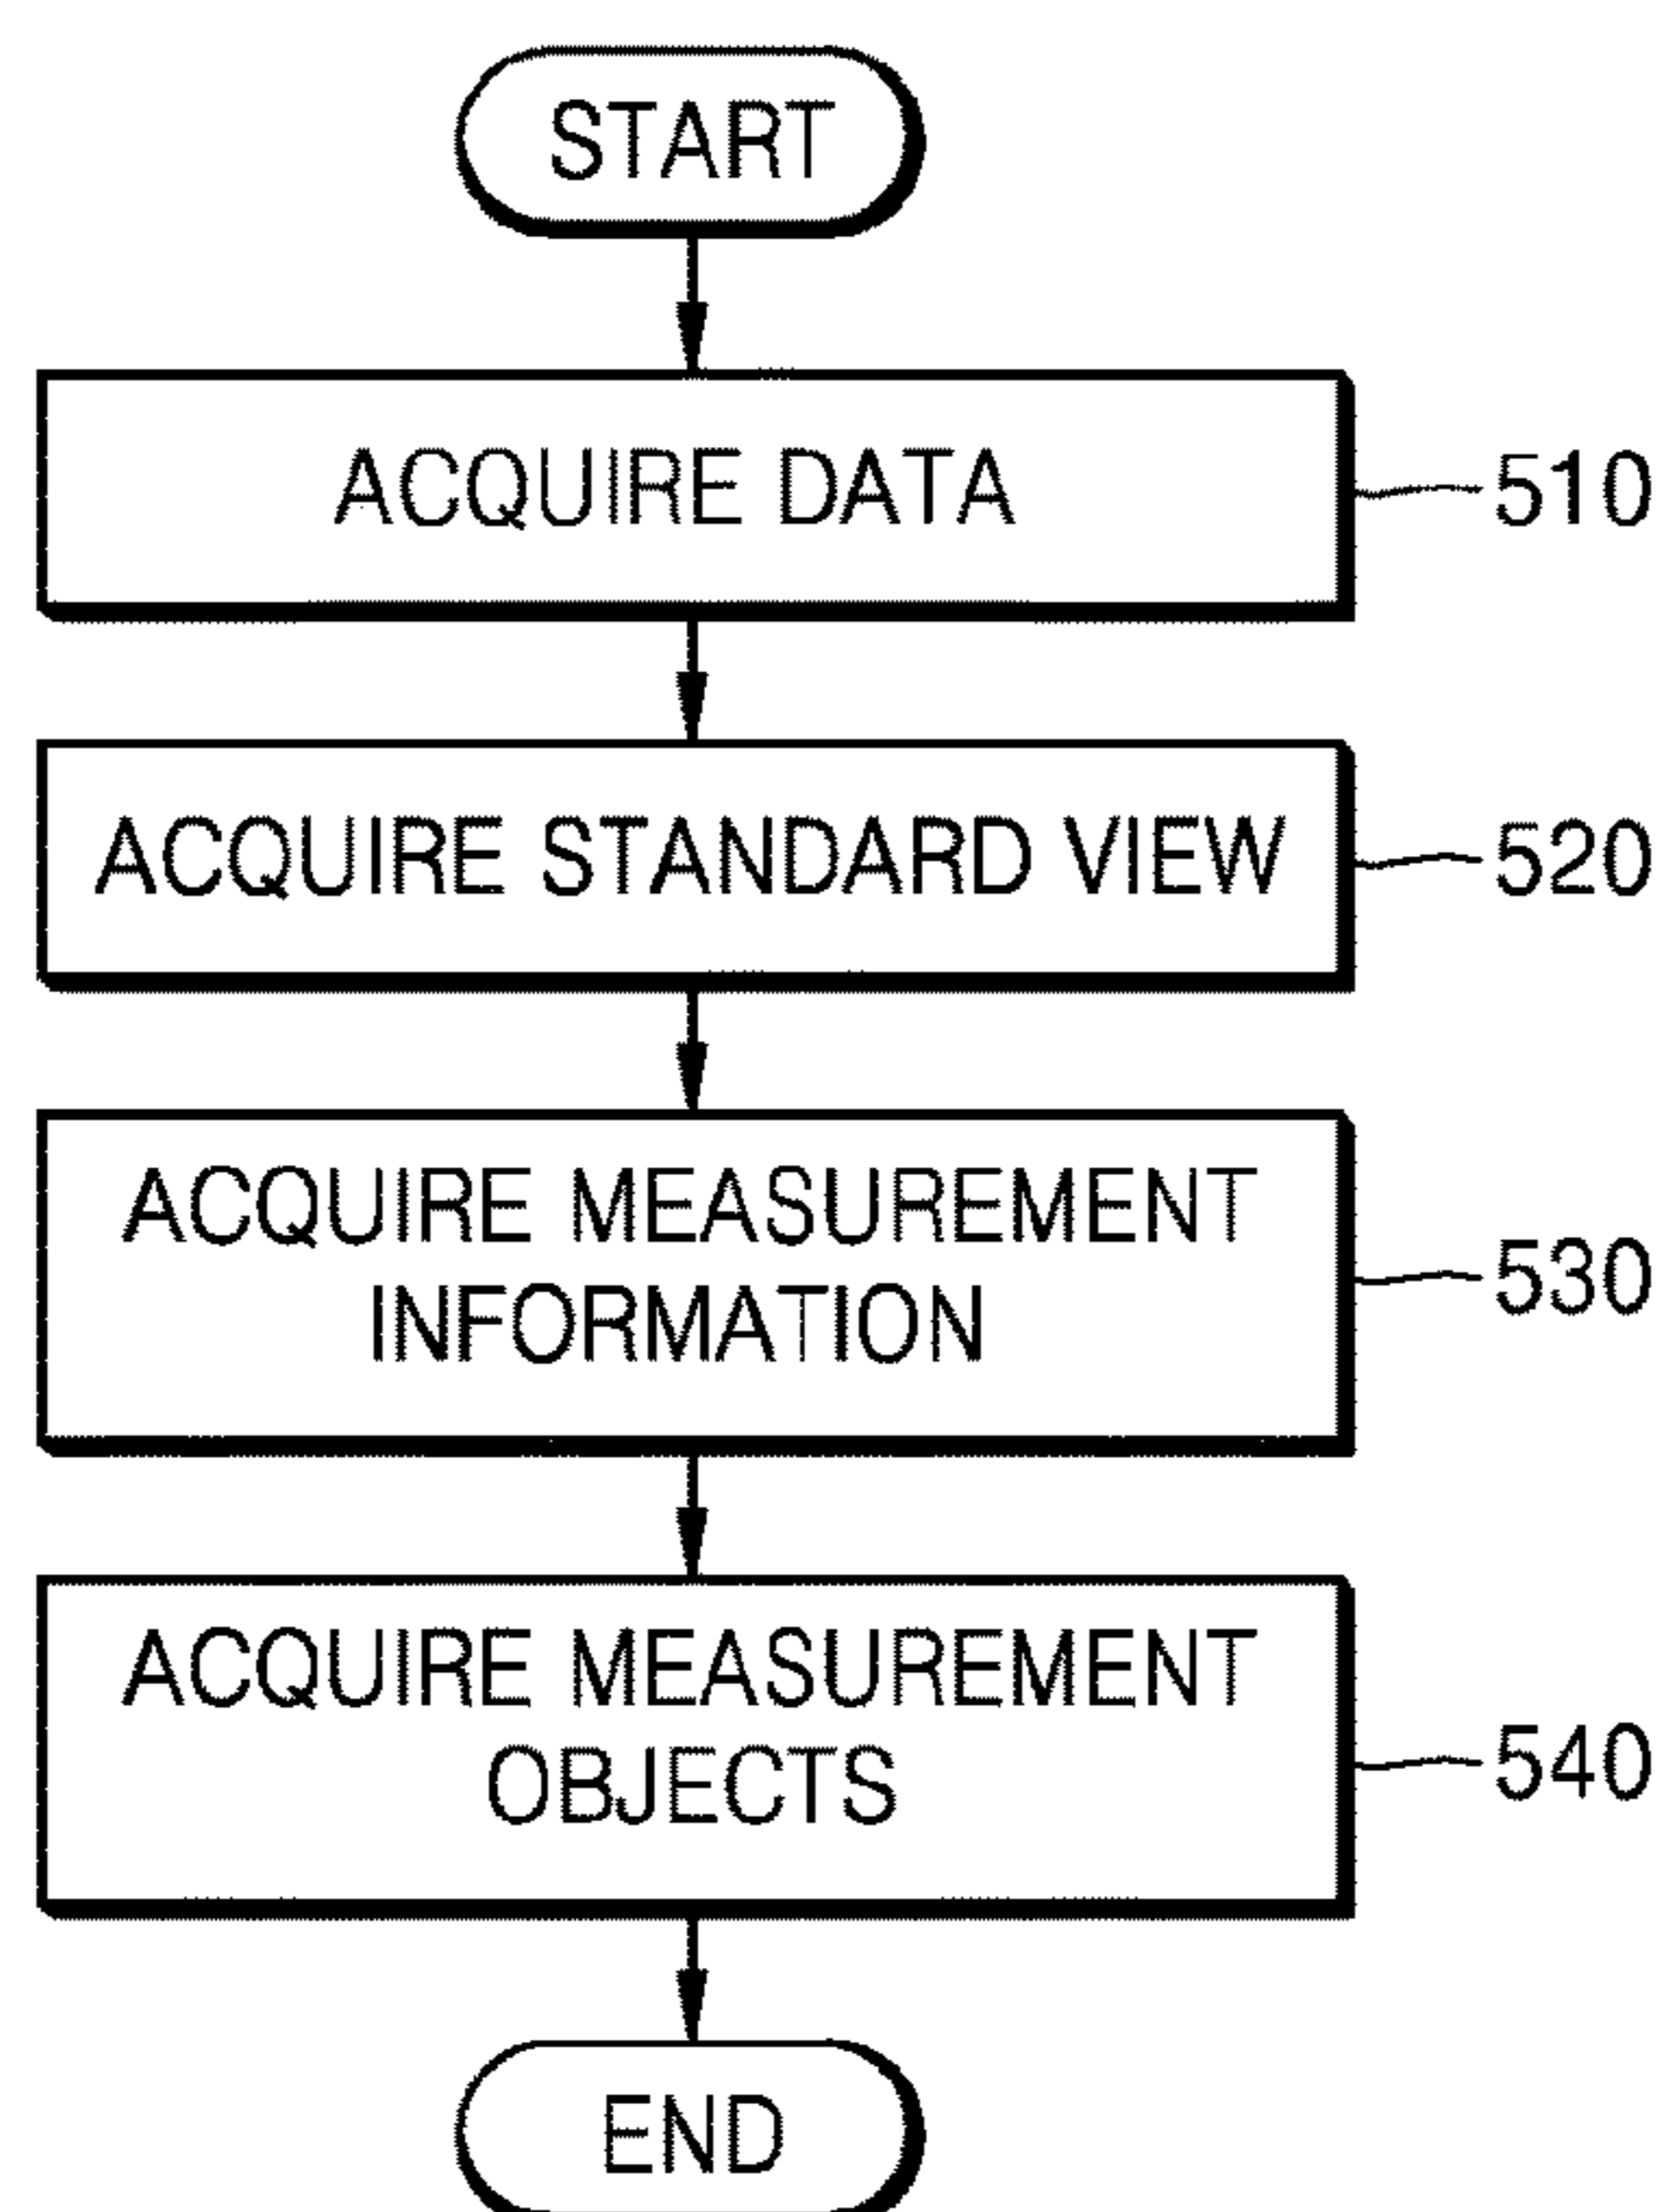 START
ACQUIRE DATA
510
ACQUIRE STANDARD VIEW
520
ACQUIRE MEASUREMENT
INFORMATION
530
ACQUIRE MEASUREMENT
OBJECTS
540
END